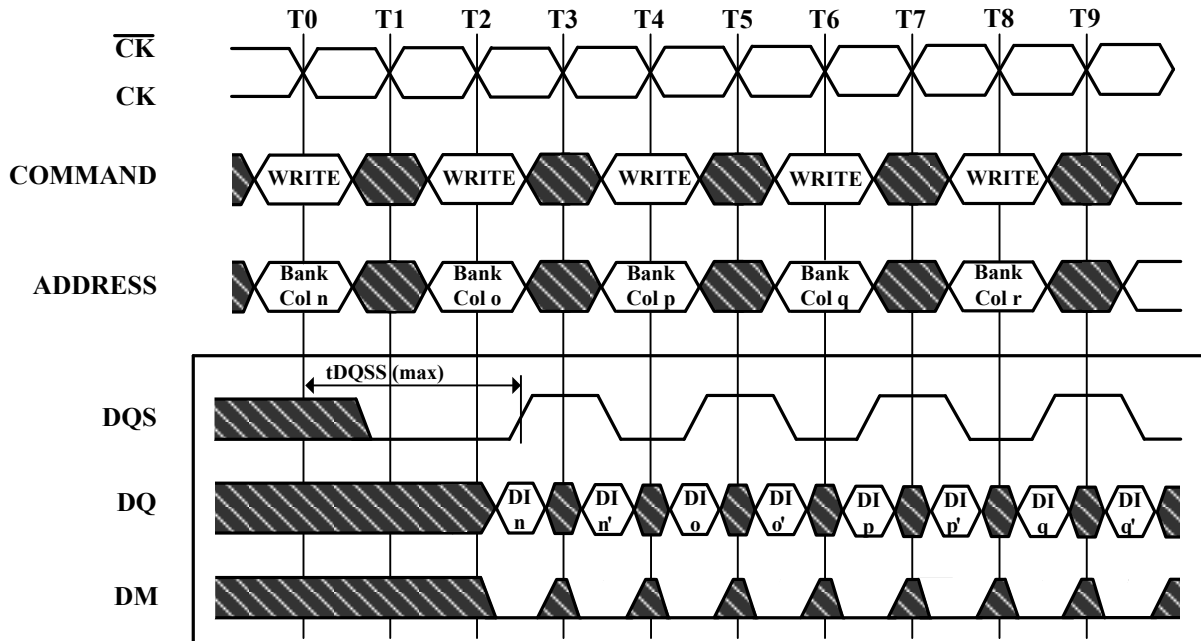 T0 T1 T2 T3 T4 T5 T6 T7 T8 T9
CK
CK
COMMAND WRITE WRITE WRITE WRITE WRITE
ADDRESS Bank Col n Bank Col o Bank Col p Bank Col q Bank Col r
tDQSS (max)
DQS
DQ DI n DI n' DI o DI o' DI p DI p' DI q DI q'
DM